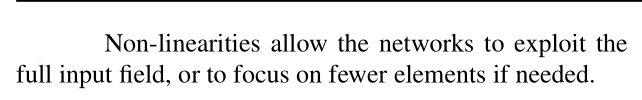 Non-linearities allow the networks to exploit the
full input field, or to focus on fewer elements if needed.